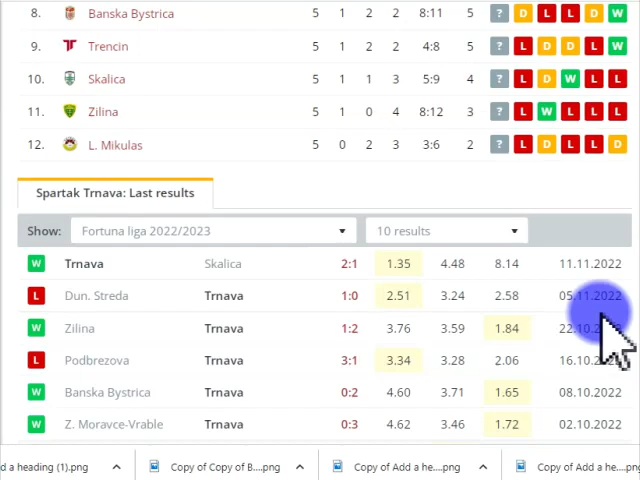 8. Banska Bystrica 5 1 2 2 8:11 5 ? D L L D W
9. Trencin 5 1 2 2 4:8 5 ? L D D L W
10. Skalica 5 1 1 3 5:9 4 ? L D W L L
11. Zilina 5 1 0 4 8:12 3 ? L W L L L
12. L. Mikulas 5 0 2 3 3:6 2 ? L D L L D
Spartak Trnava: Last results
Show: Fortuna liga 2022/2023 10 results
W Trnava Skalica 2:1 1.35 4.48 8.14 11.11.2022
L Dun. Streda Trnava 1:0 2.51 3.24 2.58 05.11.2022
W Zilina Trnava 1:2 3.76 3.59 1.84 22.10.2022
L Podbrezova Trnava 3:1 3.34 3.28 2.06 16.10.2022
W Banska Bystrica Trnava 0:2 4.60 3.71 1.65 08.10.2022
W Z. Moravce-Vrable Trnava 0:3 4.62 3.46 1.72 02.10.2022
d a heading (1).png Copy of Copy of B....png Copy of Add a he....png Copy of Add a he....png